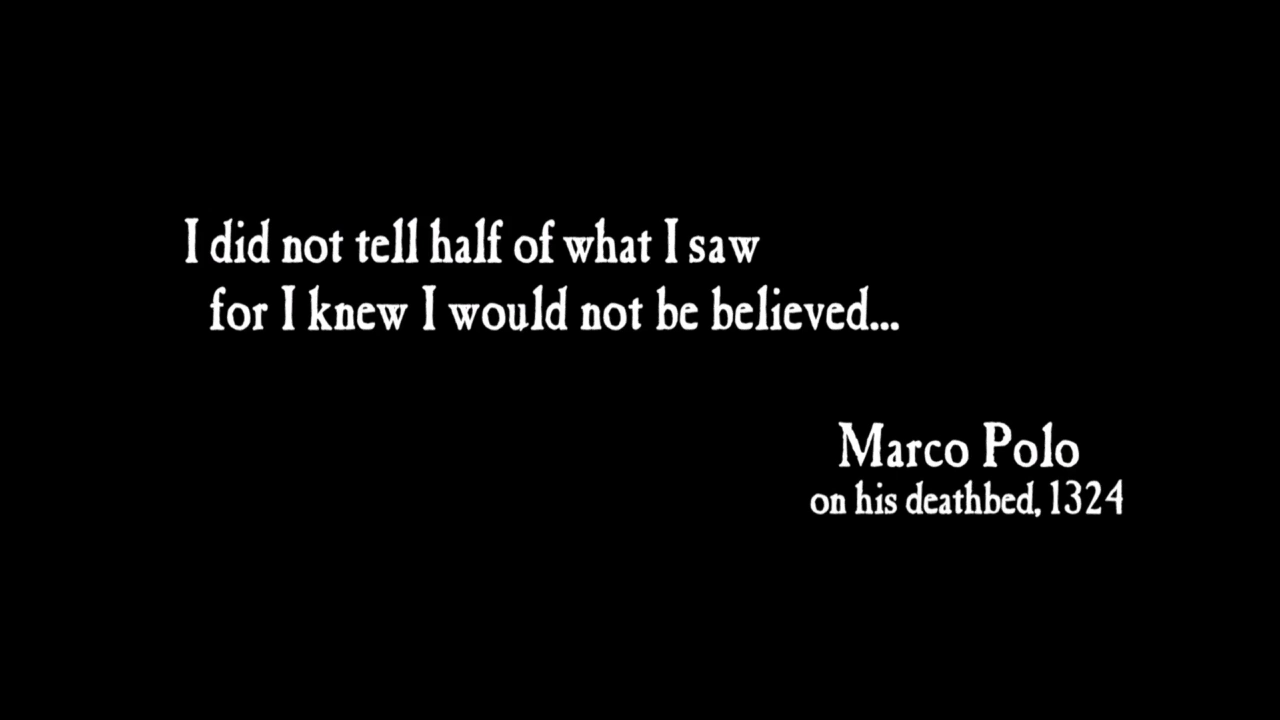 I did not tell half of what I saw
for I knew I would not be believed...
Marco Polo
on his deathbed, 1324